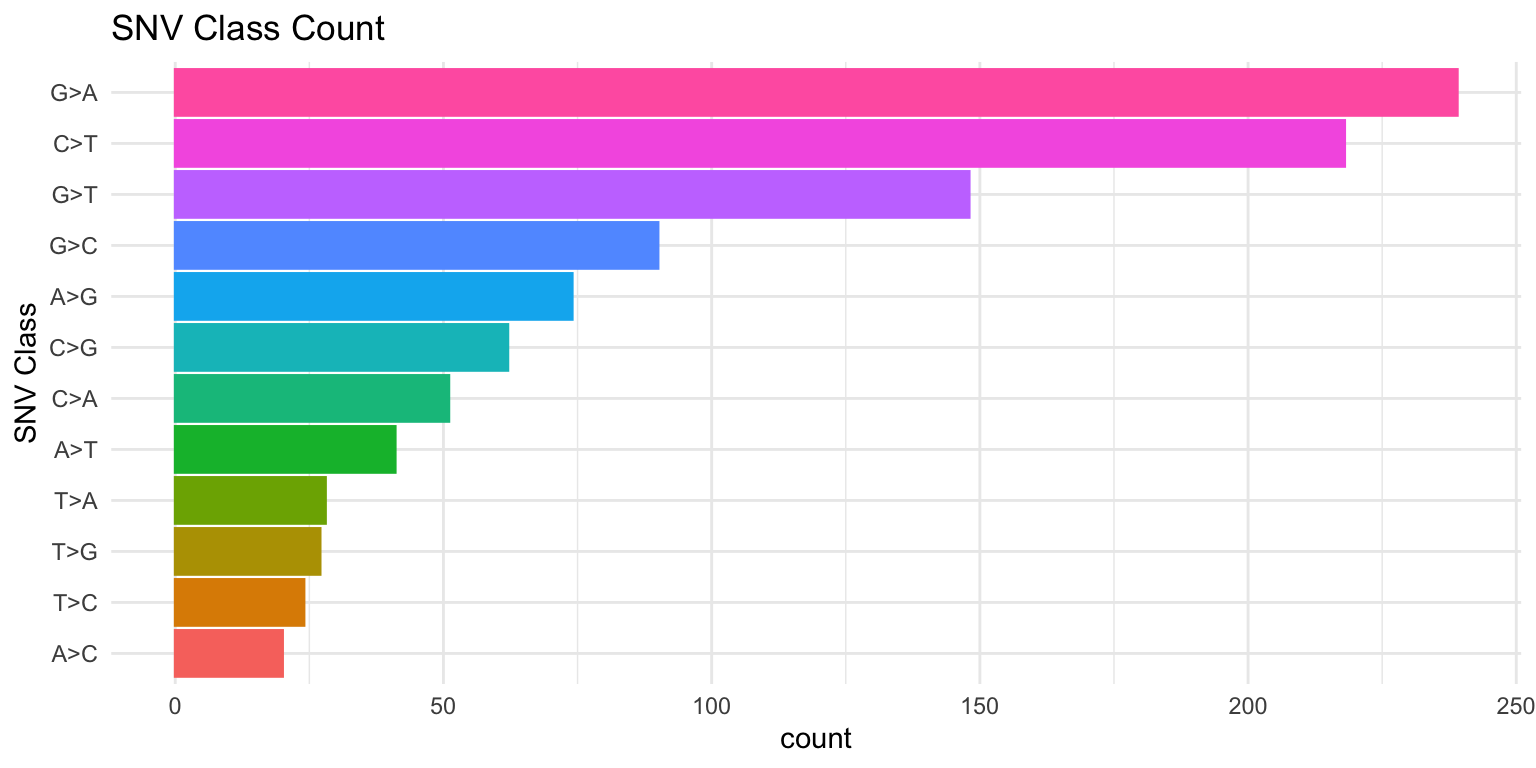 SNV Class Count
SNV Class
G>A
C>T
G>T
G>C
A>G
C>G
C>A
A>T
T>A
T>G
T>C
A>C
0 50 100 150 200 250
count